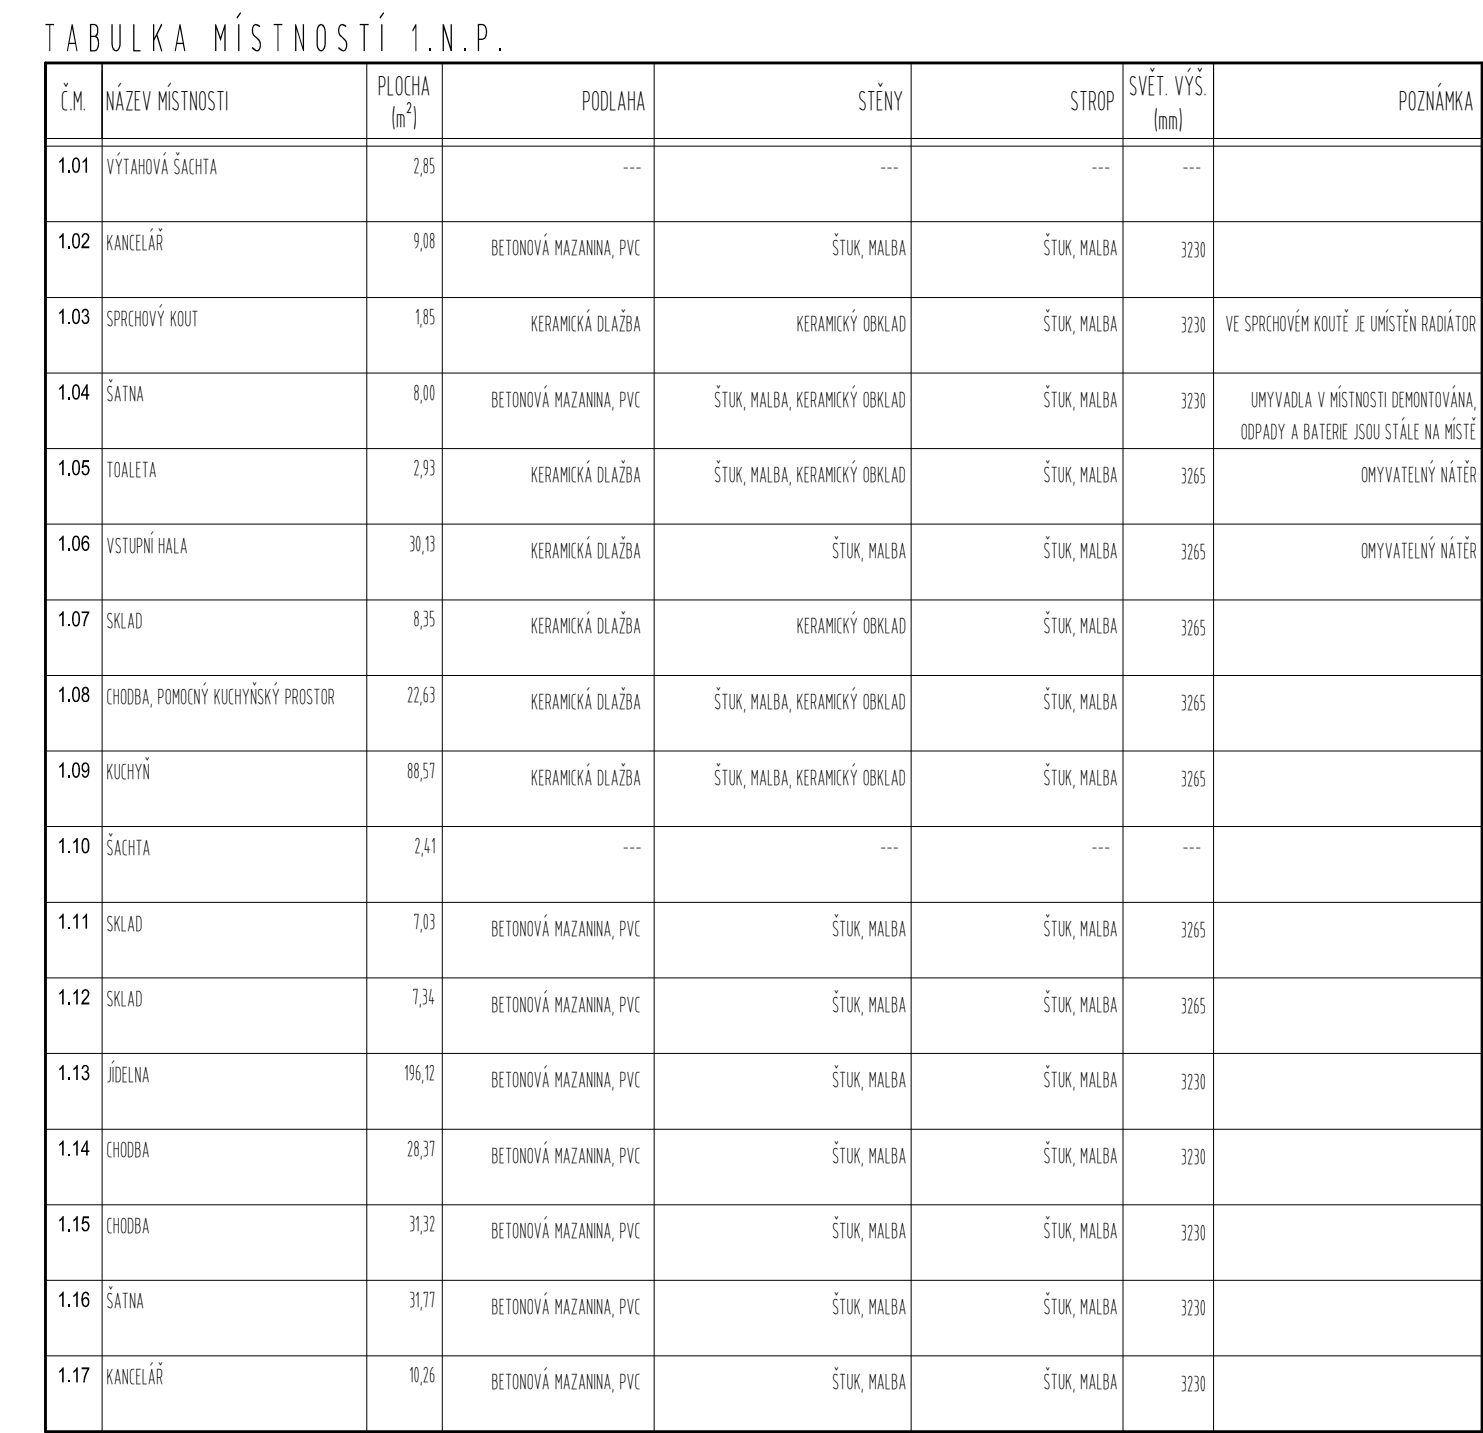 TABULKA MÍSTNOSTÍ 1.N.P.
Č.M. NÁZEV MÍSTNOSTI PLOCHA (m²) PODLAHA STĚNY STROP SVĚT. VÝŠ. (mm) POZNÁMKA
1.01 VÝTAHOVÁ ŠACHTA 2,85 --- --- --- ---
1.02 KANCELÁŘ 9,08 BETONOVÁ MAZANINA, PVC ŠTUK, MALBA ŠTUK, MALBA 3230
1.03 SPRCHOVÝ KOUT 1,85 KERAMICKÁ DLAŽBA KERAMICKÝ OBKLAD ŠTUK, MALBA 3230 VE SPRCHOVÉM KOUTĚ JE UMÍSTĚN RADIÁTOR
1.04 ŠATNA 8,00 BETONOVÁ MAZANINA, PVC ŠTUK, MALBA, KERAMICKÝ OBKLAD ŠTUK, MALBA 3230 UMYVADLA V MÍSTNOSTI DEMONTOVÁNA,
ODPADY A BATERIE JSOU STÁLE NA MÍSTĚ
1.05 TOALETA 2,93 KERAMICKÁ DLAŽBA ŠTUK, MALBA, KERAMICKÝ OBKLAD ŠTUK, MALBA 3265 OMYVATELNÝ NÁTĚR
1.06 VSTUPNÍ HALA 30,13 KERAMICKÁ DLAŽBA ŠTUK, MALBA ŠTUK, MALBA 3265 OMYVATELNÝ NÁTĚR
1.07 SKLAD 8,35 KERAMICKÁ DLAŽBA KERAMICKÝ OBKLAD ŠTUK, MALBA 3265
1.08 CHODBA, POMOCNÝ KUCHYŇSKÝ PROSTOR 22,63 KERAMICKÁ DLAŽBA ŠTUK, MALBA, KERAMICKÝ OBKLAD ŠTUK, MALBA 3265
1.09 KUCHYŇ 88,57 KERAMICKÁ DLAŽBA ŠTUK, MALBA, KERAMICKÝ OBKLAD ŠTUK, MALBA 3265
1.10 ŠACHTA 2,41 --- --- --- ---
1.11 SKLAD 7,03 BETONOVÁ MAZANINA, PVC ŠTUK, MALBA ŠTUK, MALBA 3265
1.12 SKLAD 7,34 BETONOVÁ MAZANINA, PVC ŠTUK, MALBA ŠTUK, MALBA 3265
1.13 JÍDELNA 196,12 BETONOVÁ MAZANINA, PVC ŠTUK, MALBA ŠTUK, MALBA 3230
1.14 CHODBA 28,37 BETONOVÁ MAZANINA, PVC ŠTUK, MALBA ŠTUK, MALBA 3230
1.15 CHODBA 31,32 BETONOVÁ MAZANINA, PVC ŠTUK, MALBA ŠTUK, MALBA 3230
1.16 ŠATNA 31,77 BETONOVÁ MAZANINA, PVC ŠTUK, MALBA ŠTUK, MALBA 3230
1.17 KANCELÁŘ 10,26 BETONOVÁ MAZANINA, PVC ŠTUK, MALBA ŠTUK, MALBA 3230